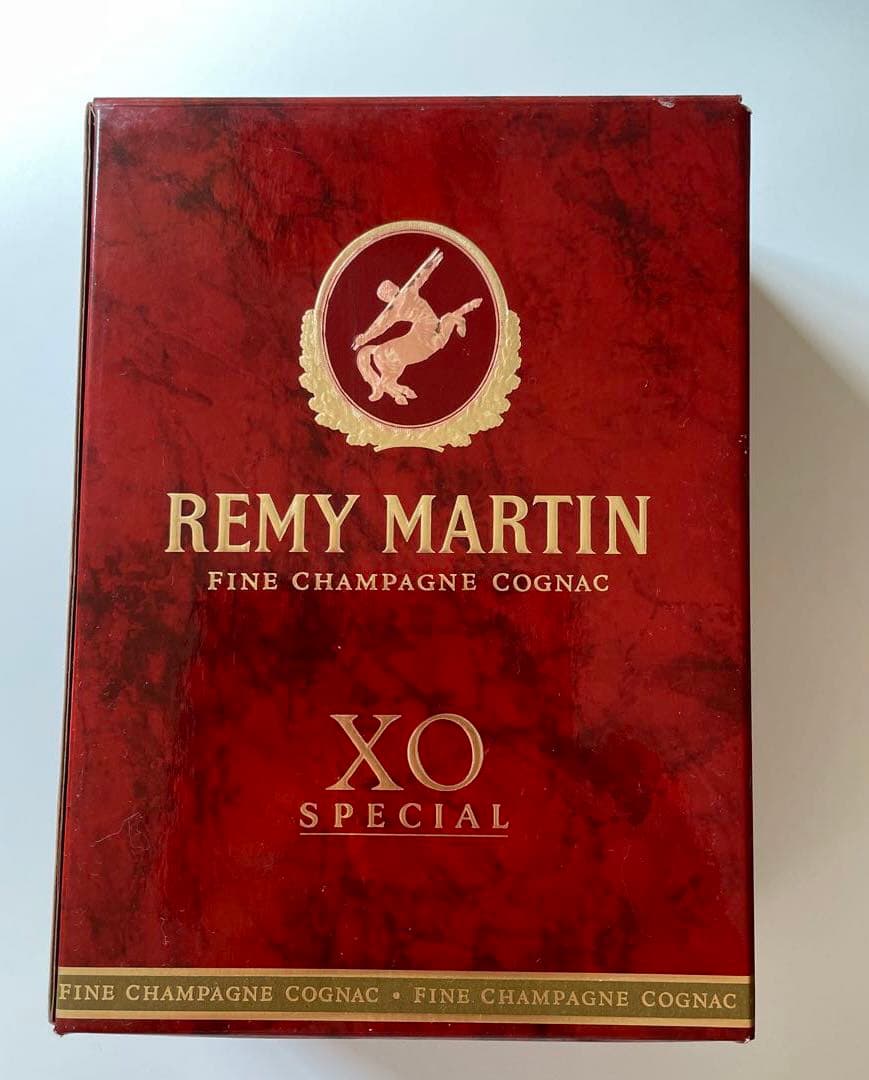 REMY MARTIN
FINE CHAMPAGNE COGNAC
XO
SPECIAL
FINE CHAMPAGNE COGNAC • FINE CHAMPAGNE COGNAC